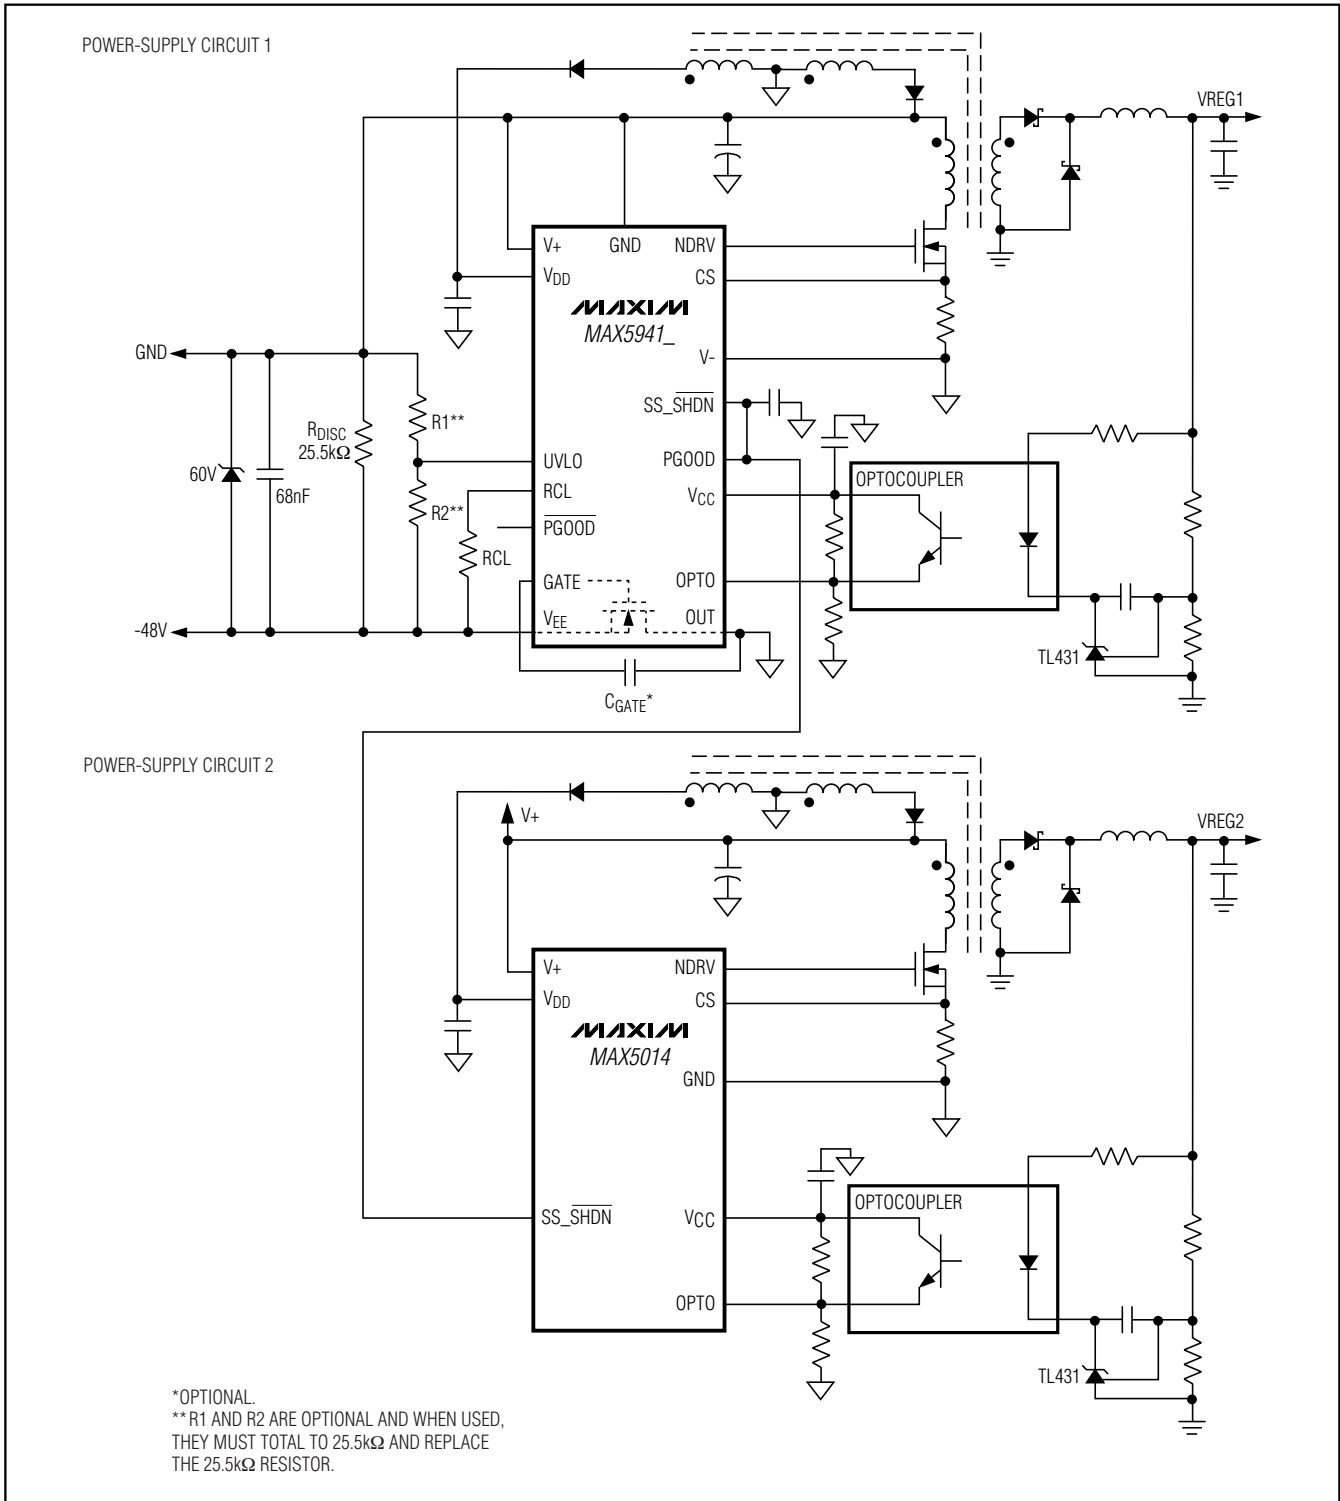 POWER-SUPPLY CIRCUIT 1
VREG1
V+
GND
NDRV
VDD
CS
MAXIM
MAX5941_
V-
GND
SS_SHDN
R1**
RDISC
25.5kΩ
PGOOD
UVLO
60V
68nF
RCL
OPTOCOUPLER
VCC
R2**
PGOOD
RCL
GATE
OPTO
VEE
OUT
-48V
TL431
CGATE*
POWER-SUPPLY CIRCUIT 2
V+
VREG2
V+
NDRV
VDD
CS
MAXIM
MAX5014
GND
OPTOCOUPLER
SS_SHDN
VCC
OPTO
TL431
*OPTIONAL.
**R1 AND R2 ARE OPTIONAL AND WHEN USED,
THEY MUST TOTAL TO 25.5kΩ AND REPLACE
THE 25.5kΩ RESISTOR.